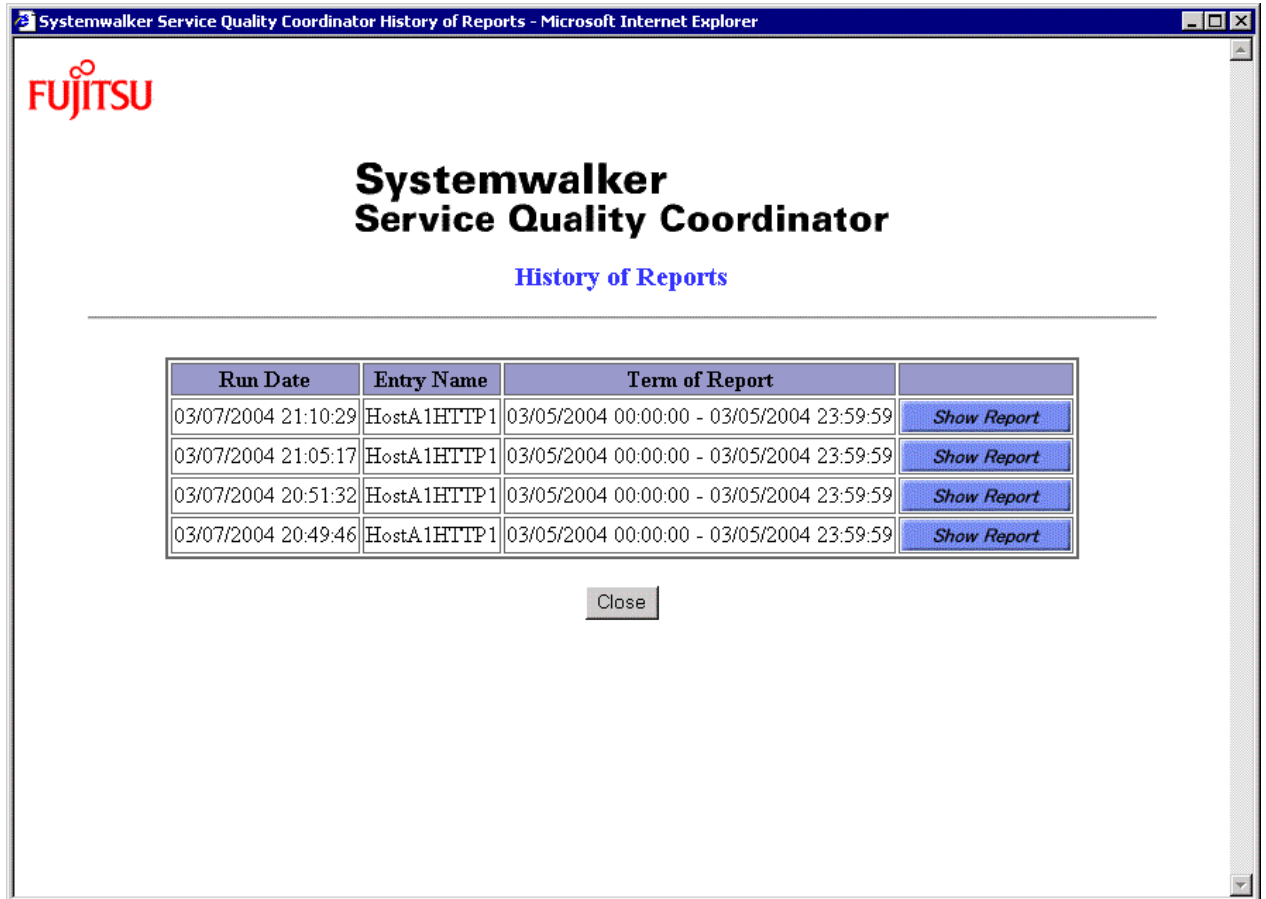 Systemwalker Service Quality Coordinator History of Reports - Microsoft Internet Explorer
FUJITSU
Systemwalker
Service Quality Coordinator
History of Reports
Run Date Entry Name Term of Report
03/07/2004 21:10:29 HostA1HTTP1 03/05/2004 00:00:00 - 03/05/2004 23:59:59 Show Report
03/07/2004 21:05:17 HostA1HTTP1 03/05/2004 00:00:00 - 03/05/2004 23:59:59 Show Report
03/07/2004 20:51:32 HostA1HTTP1 03/05/2004 00:00:00 - 03/05/2004 23:59:59 Show Report
03/07/2004 20:49:46 HostA1HTTP1 03/05/2004 00:00:00 - 03/05/2004 23:59:59 Show Report
Close